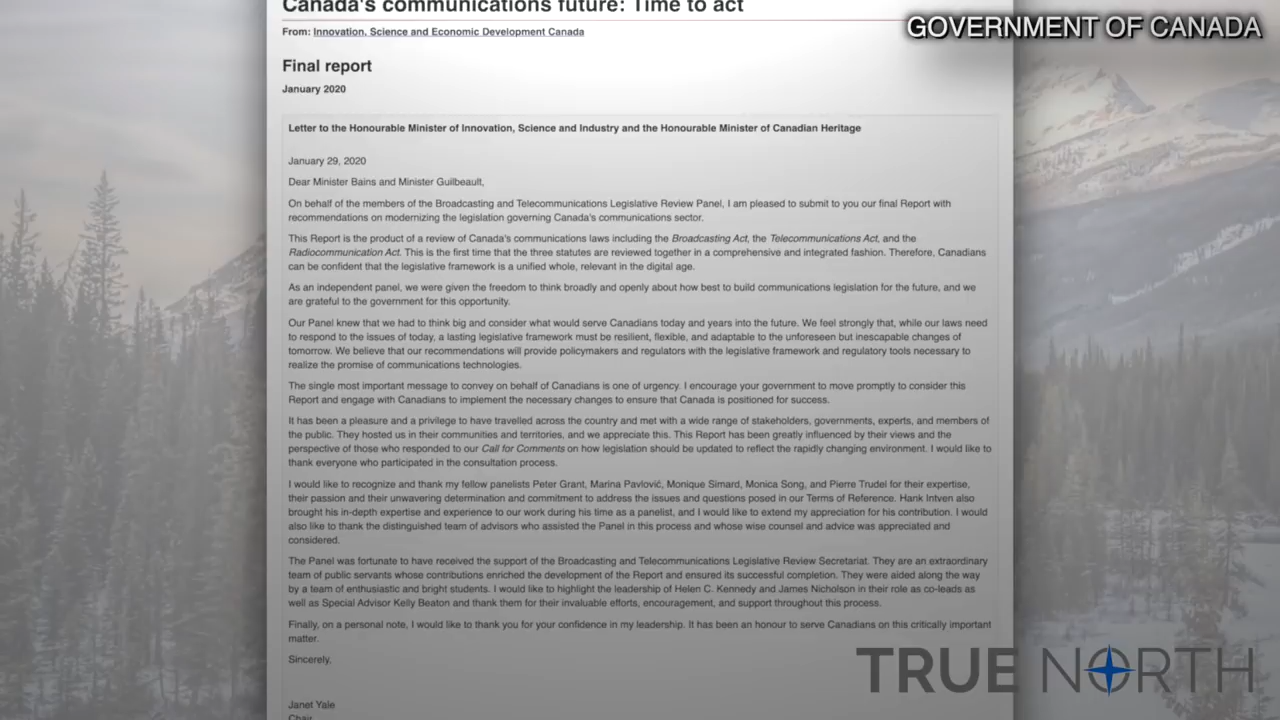 Canada's communications future: Time to act
GOVERNMENT OF CANADA
From: Innovation, Science and Economic Development Canada
Final report
January 2020
Letter to the Honourable Minister of Innovation, Science and Industry and the Honourable Minister of Canadian Heritage
January 29, 2020
Dear Minister Bains and Minister Guilbeault,
On behalf of the members of the Broadcasting and Telecommunications Legislative Review Panel, I am pleased to submit to you our final Report with
recommendations on modernizing the legislation governing Canada's communications sector.
This Report is the product of a review of Canada's communications laws including the Broadcasting Act, the Telecommunications Act, and the
Radiocommunication Act. This is the first time that the three statutes are reviewed together in a comprehensive and integrated fashion. Therefore, Canadians
can be confident that the legislative framework is a unified whole, relevant in the digital age.
As an independent panel, we were given the freedom to think broadly and openly about how best to build communications legislation for the future, and we
are grateful to the government for this opportunity.
Our Panel knew that we had to think big and consider what would serve Canadians today and years into the future. We feel strongly that, while our laws need
to respond to the issues of today, a lasting legislative framework must be resilient, flexible, and adaptable to the unforeseen but inescapable changes of
tomorrow. We believe that our recommendations will provide policymakers and regulators with the legislative framework and regulatory tools necessary to
realize the promise of communications technologies.
The single most important message to convey on behalf of Canadians is one of urgency. I encourage your government to move promptly to consider this
Report and engage with Canadians to implement the necessary changes to ensure that Canada is positioned for success.
It has been a pleasure and a privilege to have travelled across the country and met with a wide range of stakeholders, governments, experts, and members of
the public. They hosted us in their communities and territories, and we appreciate this. This Report has been greatly influenced by their views and the
perspective of those who responded to our Call for Comments on how legislation should be updated to reflect the rapidly changing environment. I would like to
thank everyone who participated in the consultation process.
I would like to recognize and thank my fellow panelists Peter Grant, Marina Pavlović, Monique Simard, Monica Song, and Pierre Trudel for their expertise,
their passion and their unwavering determination and commitment to address the issues and questions posed in our Terms of Reference. Hank Intven also
brought his in-depth expertise and experience to our work during his time as a panelist, and I would like to extend my appreciation for his contribution. I would
also like to thank the distinguished team of advisors who assisted the Panel in this process and whose wise counsel and advice was appreciated and
considered.
The Panel was fortunate to have received the support of the Broadcasting and Telecommunications Legislative Review Secretariat. They are an extraordinary
team of public servants whose contributions enriched the development of the Report and ensured its successful completion. They were aided along the way
by a team of enthusiastic and bright students. I would like to highlight the leadership of Helen C. Kennedy and James Nicholson in their role as co-leads as
well as Special Advisor Kelly Beaton and thank them for their invaluable efforts, encouragement, and support throughout this process.
Finally, on a personal note, I would like to thank you for your confidence in my leadership. It has been an honour to serve Canadians on this critically important
matter.
Sincerely,
Janet Yale
Chair
TRUE NORTH